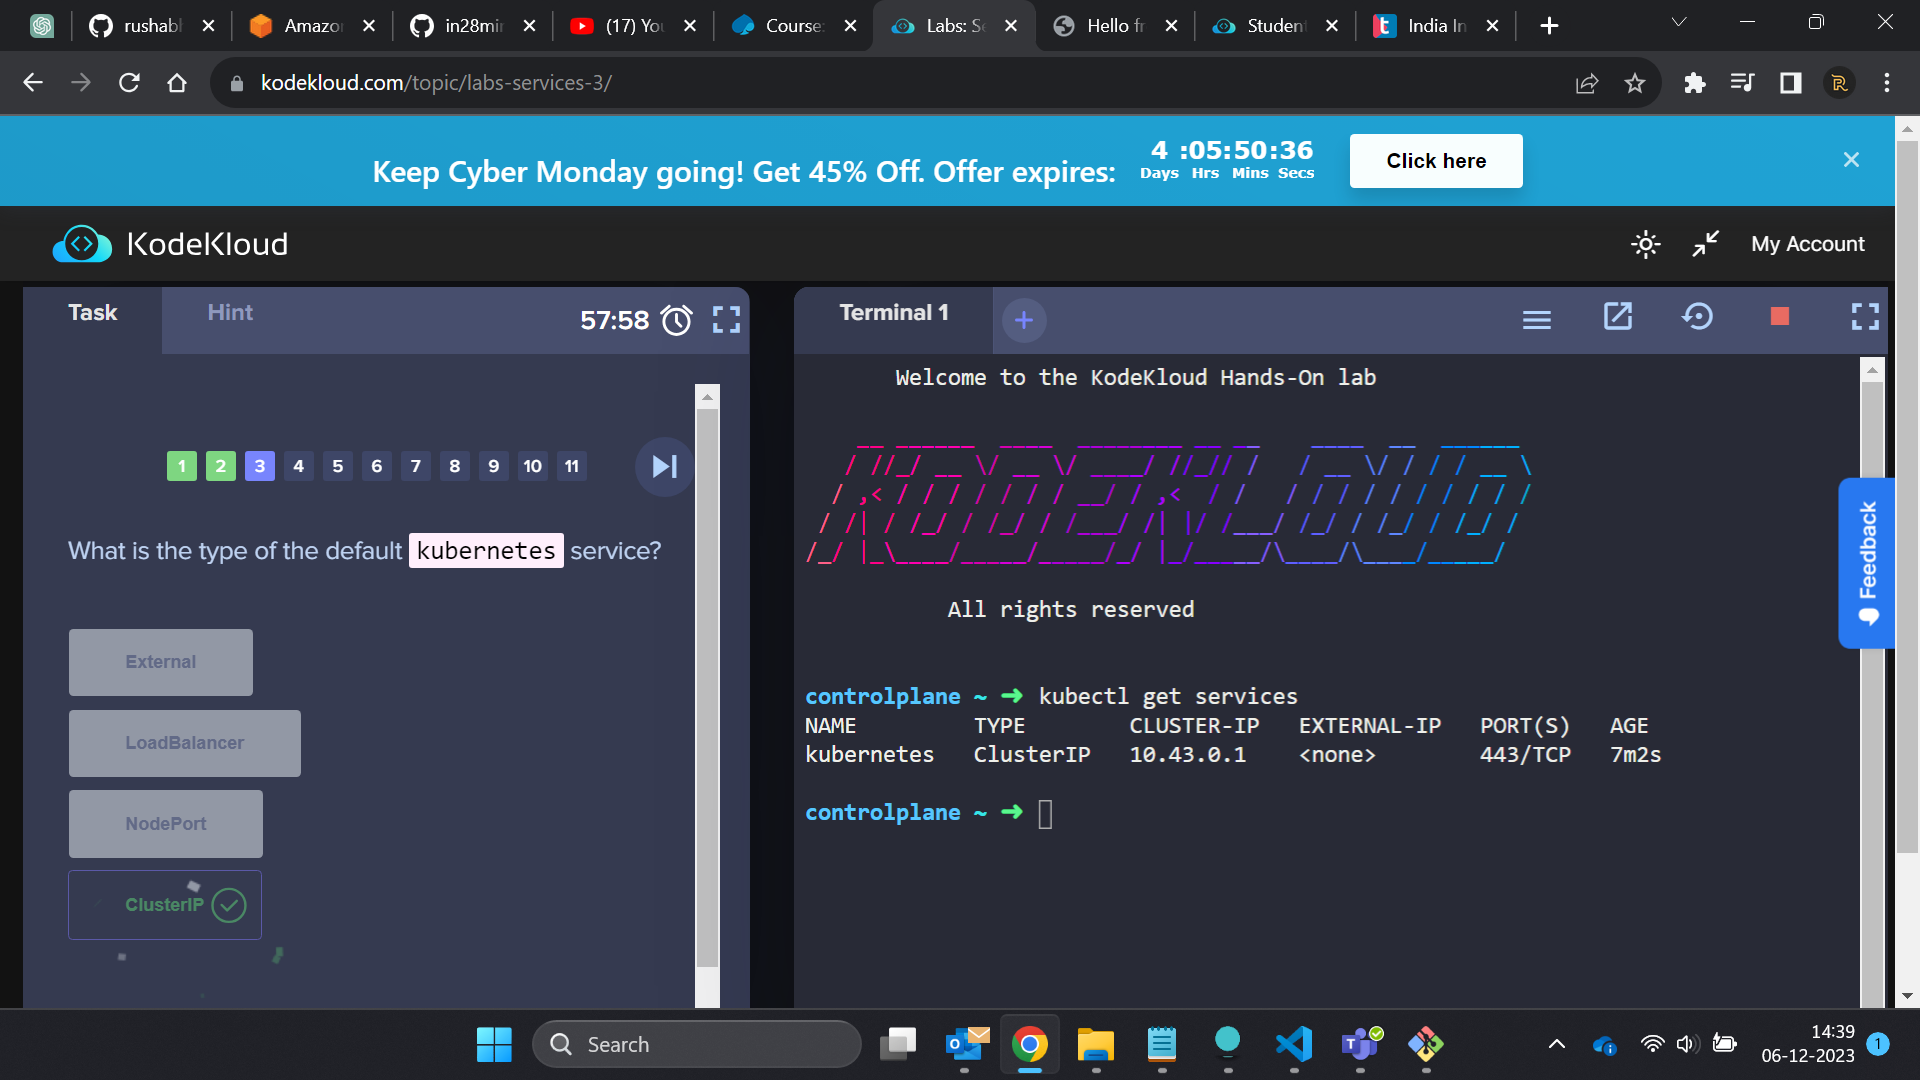 rushabl
Amazor
in28mi
(17) You
Course:
Labs: Se
Hello fr
Student
India In
kodekloud.com/topic/labs-services-3/
Keep Cyber Monday going! Get 45% Off. Offer expires:
4 :05:50:36
Days Hrs Mins Secs
Click here
KodeKloud
My Account
Task
Hint
57:58
Terminal 1
1 2 3 4 5 6 7 8 9 10 11
What is the type of the default kubernetes service?
External
LoadBalancer
NodePort
ClusterIP
Welcome to the KodeKloud Hands-On lab
KODEKLOUD
All rights reserved
controlplane ~ ➜ kubectl get services
NAME TYPE CLUSTER-IP EXTERNAL-IP PORT(S) AGE
kubernetes ClusterIP 10.43.0.1 <none> 443/TCP 7m2s
controlplane ~ ➜
Feedback
Search
14:39
06-12-2023
1